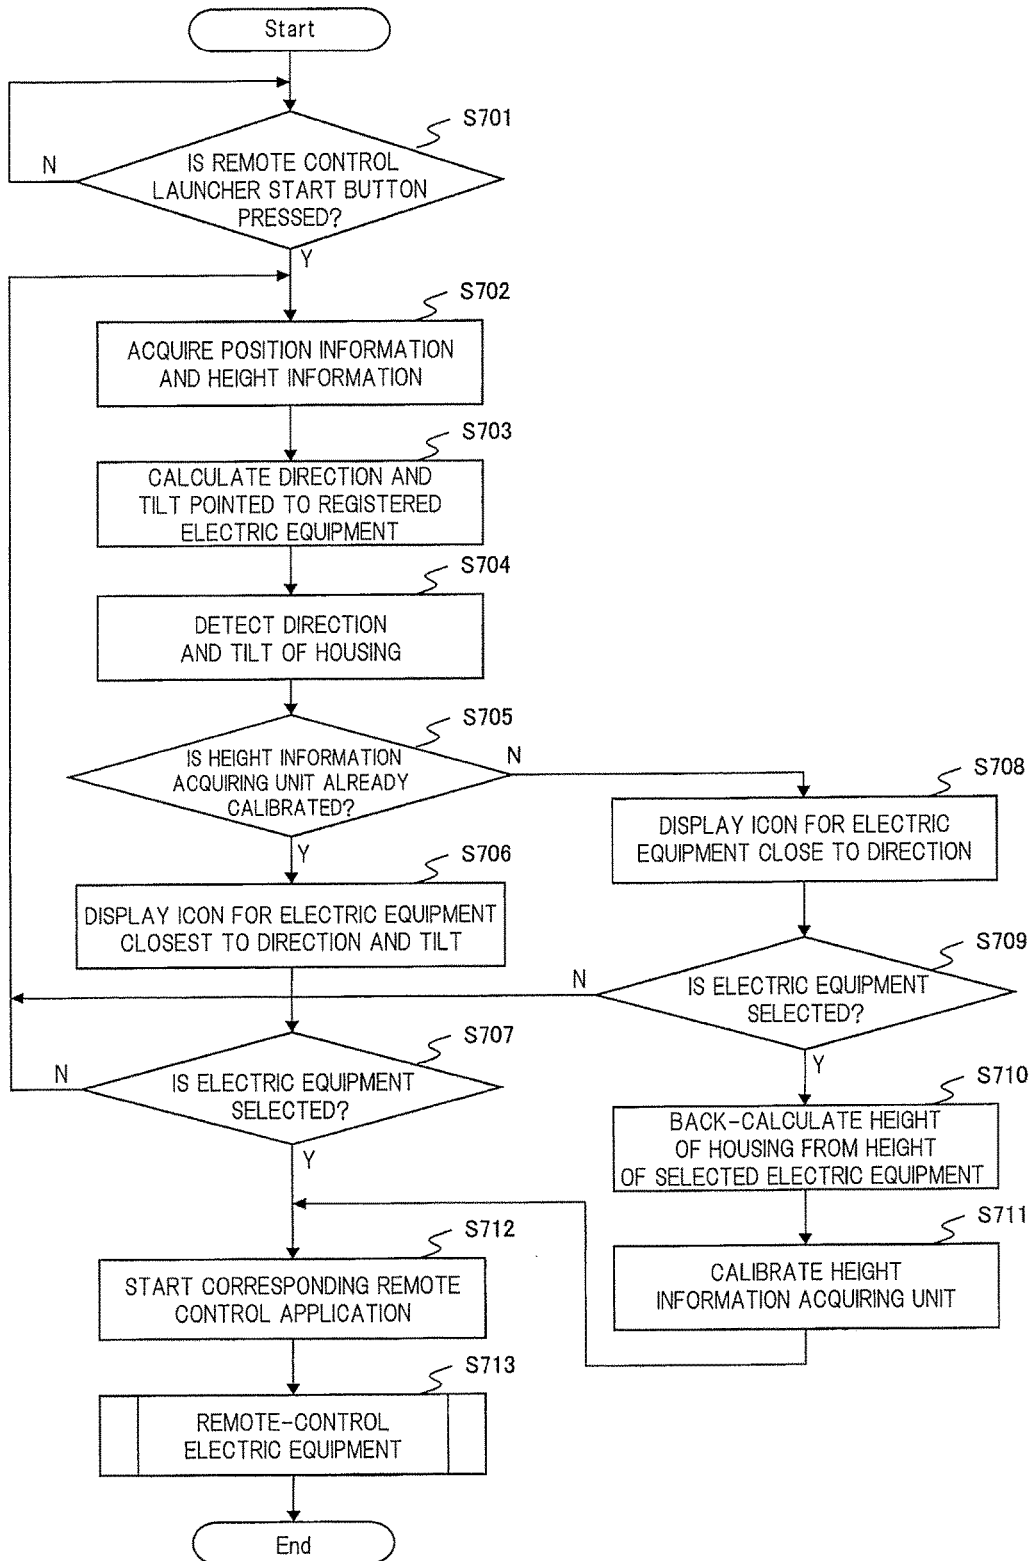 Start
S701
N
IS REMOTE CONTROL
LAUNCHER START BUTTON
PRESSED?
Y
S702
ACQUIRE POSITION INFORMATION
AND HEIGHT INFORMATION
S703
CALCULATE DIRECTION AND
TILT POINTED TO REGISTERED
ELECTRIC EQUIPMENT
S704
DETECT DIRECTION
AND TILT OF HOUSING
S705
IS HEIGHT INFORMATION
ACQUIRING UNIT ALREADY
CALIBRATED?
N
Y
S706
DISPLAY ICON FOR ELECTRIC EQUIPMENT
CLOSEST TO DIRECTION AND TILT
S707
N
IS ELECTRIC EQUIPMENT
SELECTED?
Y
S708
DISPLAY ICON FOR ELECTRIC
EQUIPMENT CLOSE TO DIRECTION
S709
N
IS ELECTRIC EQUIPMENT
SELECTED?
Y
S710
BACK-CALCULATE HEIGHT
OF HOUSING FROM HEIGHT
OF SELECTED ELECTRIC EQUIPMENT
S711
CALIBRATE HEIGHT
INFORMATION ACQUIRING UNIT
S712
START CORRESPONDING REMOTE
CONTROL APPLICATION
S713
REMOTE-CONTROL
ELECTRIC EQUIPMENT
End